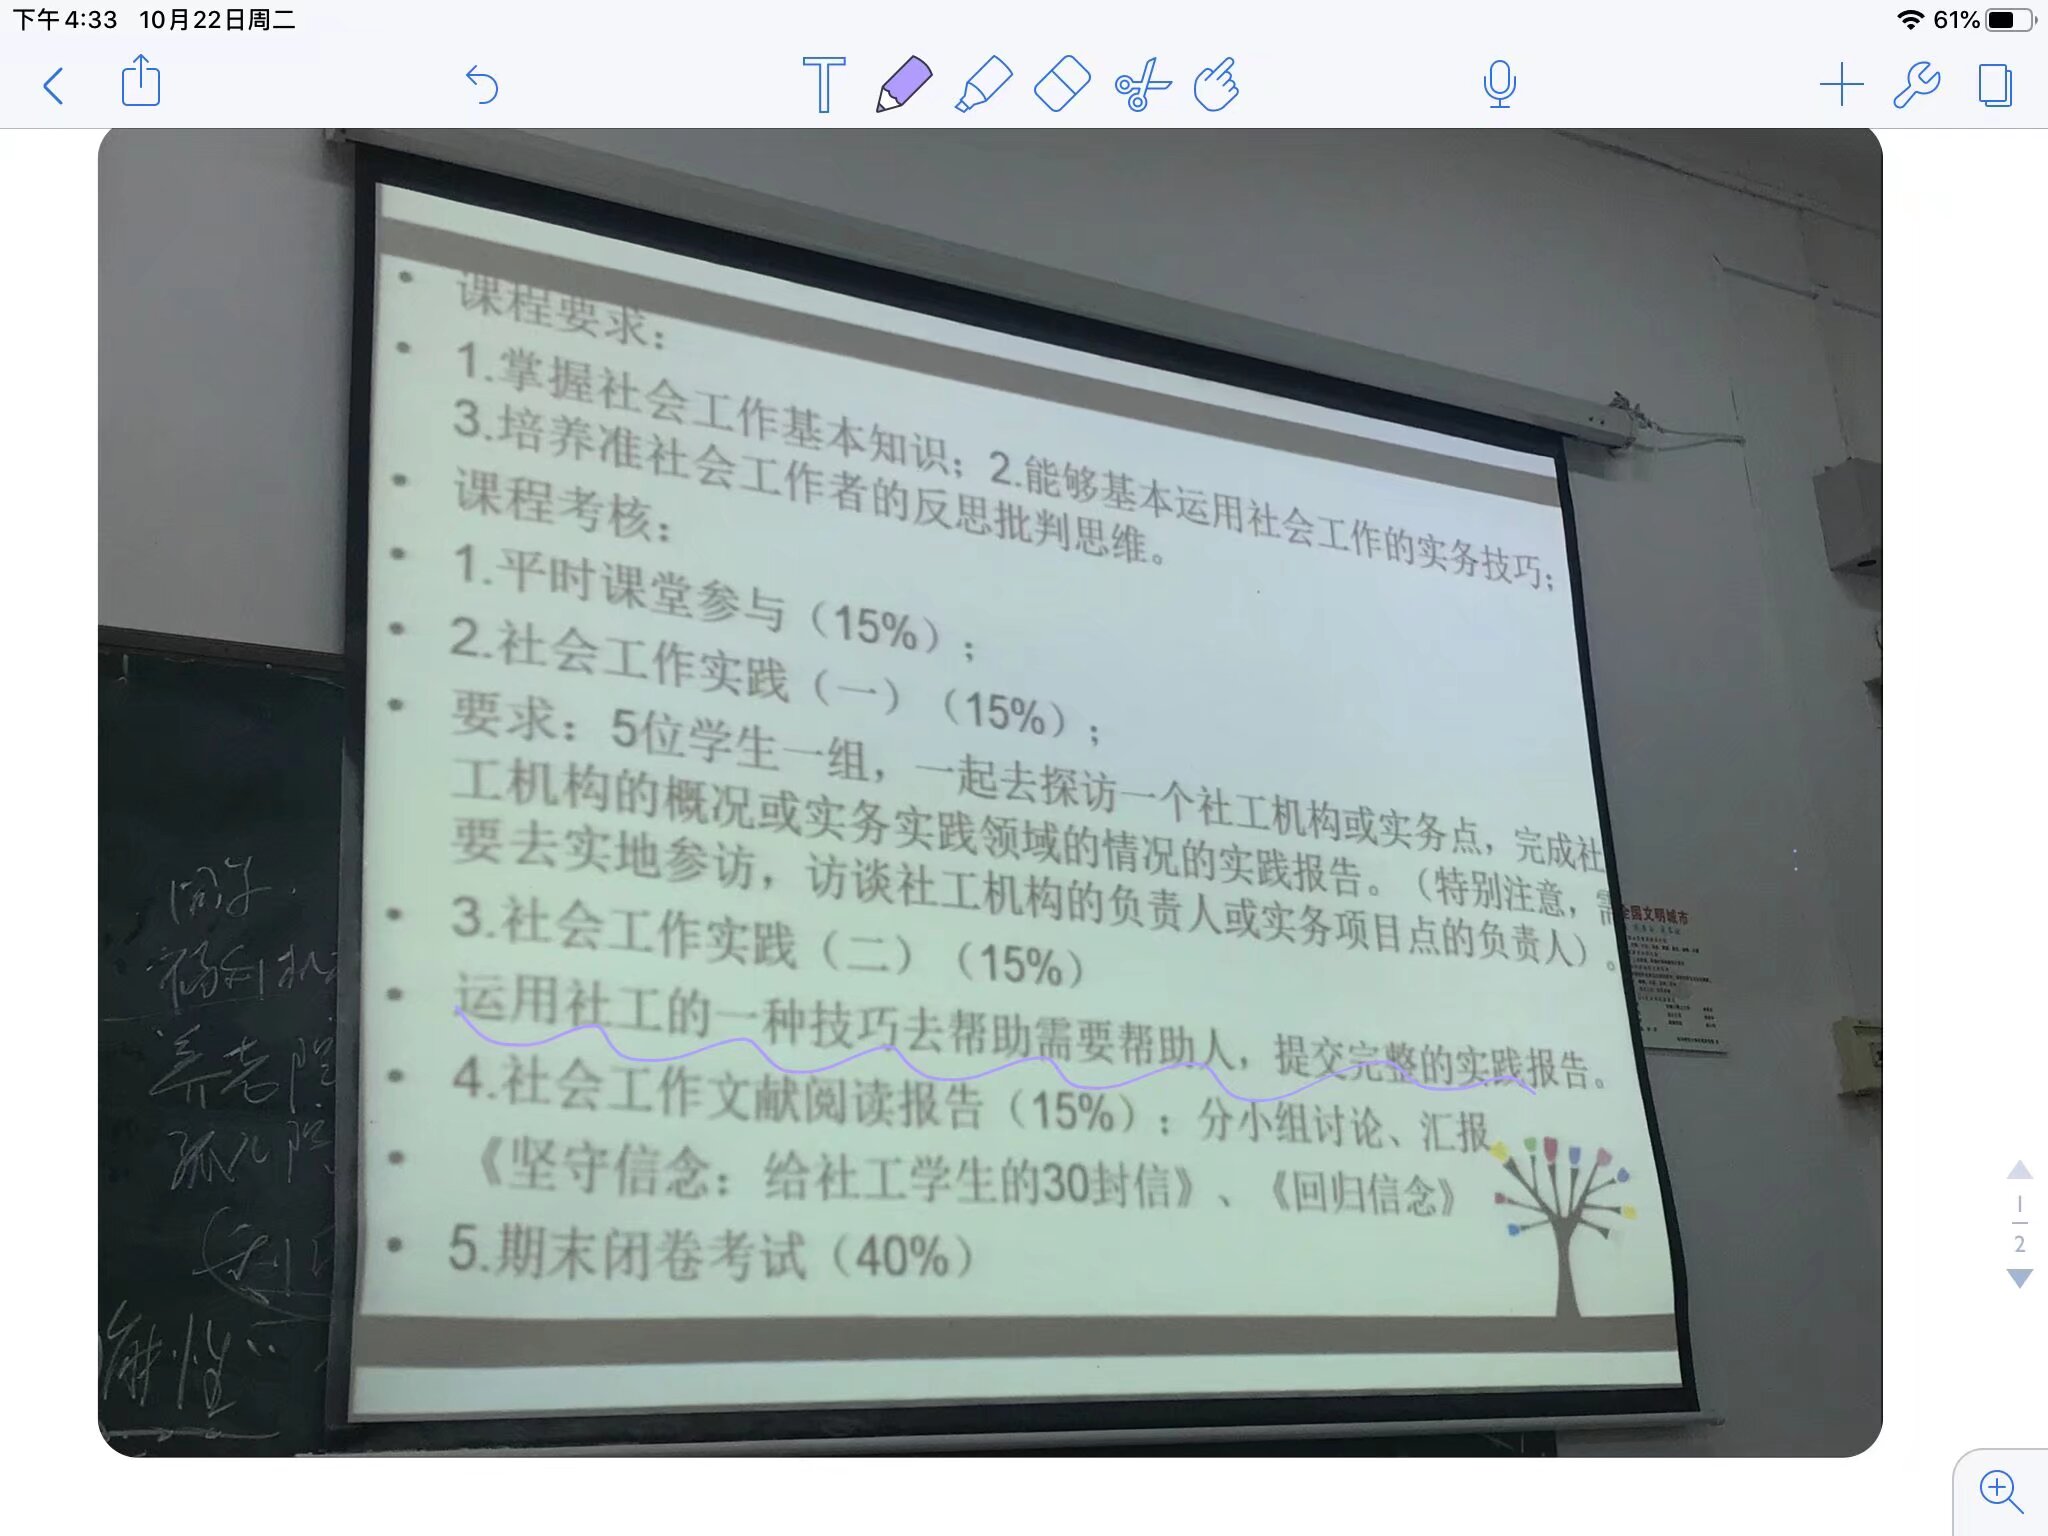 下午4:33 10月22日周二
61%
课程要求：
1.掌握社会工作基本知识；2.能够基本运用社会工作的实务技巧；
3.培养准社会工作者的反思批判思维。
课程考核：
1.平时课堂参与（15%）；
2.社会工作实践（一）（15%）；
要求：5位学生一组，一起去探访一个社工机构或实务点，完成社
工机构的概况或实务实践领域的情况的实践报告。（特别注意，需
要去实地参访，访谈社工机构的负责人或实务项目点的负责人）。
3.社会工作实践（二）（15%）
运用社工的一种技巧去帮助需要帮助人，提交完整的实践报告。
4.社会工作文献阅读报告（15%）：分小组讨论、汇报
《坚守信念：给社工学生的30封信》、《回归信念》
5.期末闭卷考试（40%）
全国文明城市
养老院
孤儿院
1
2